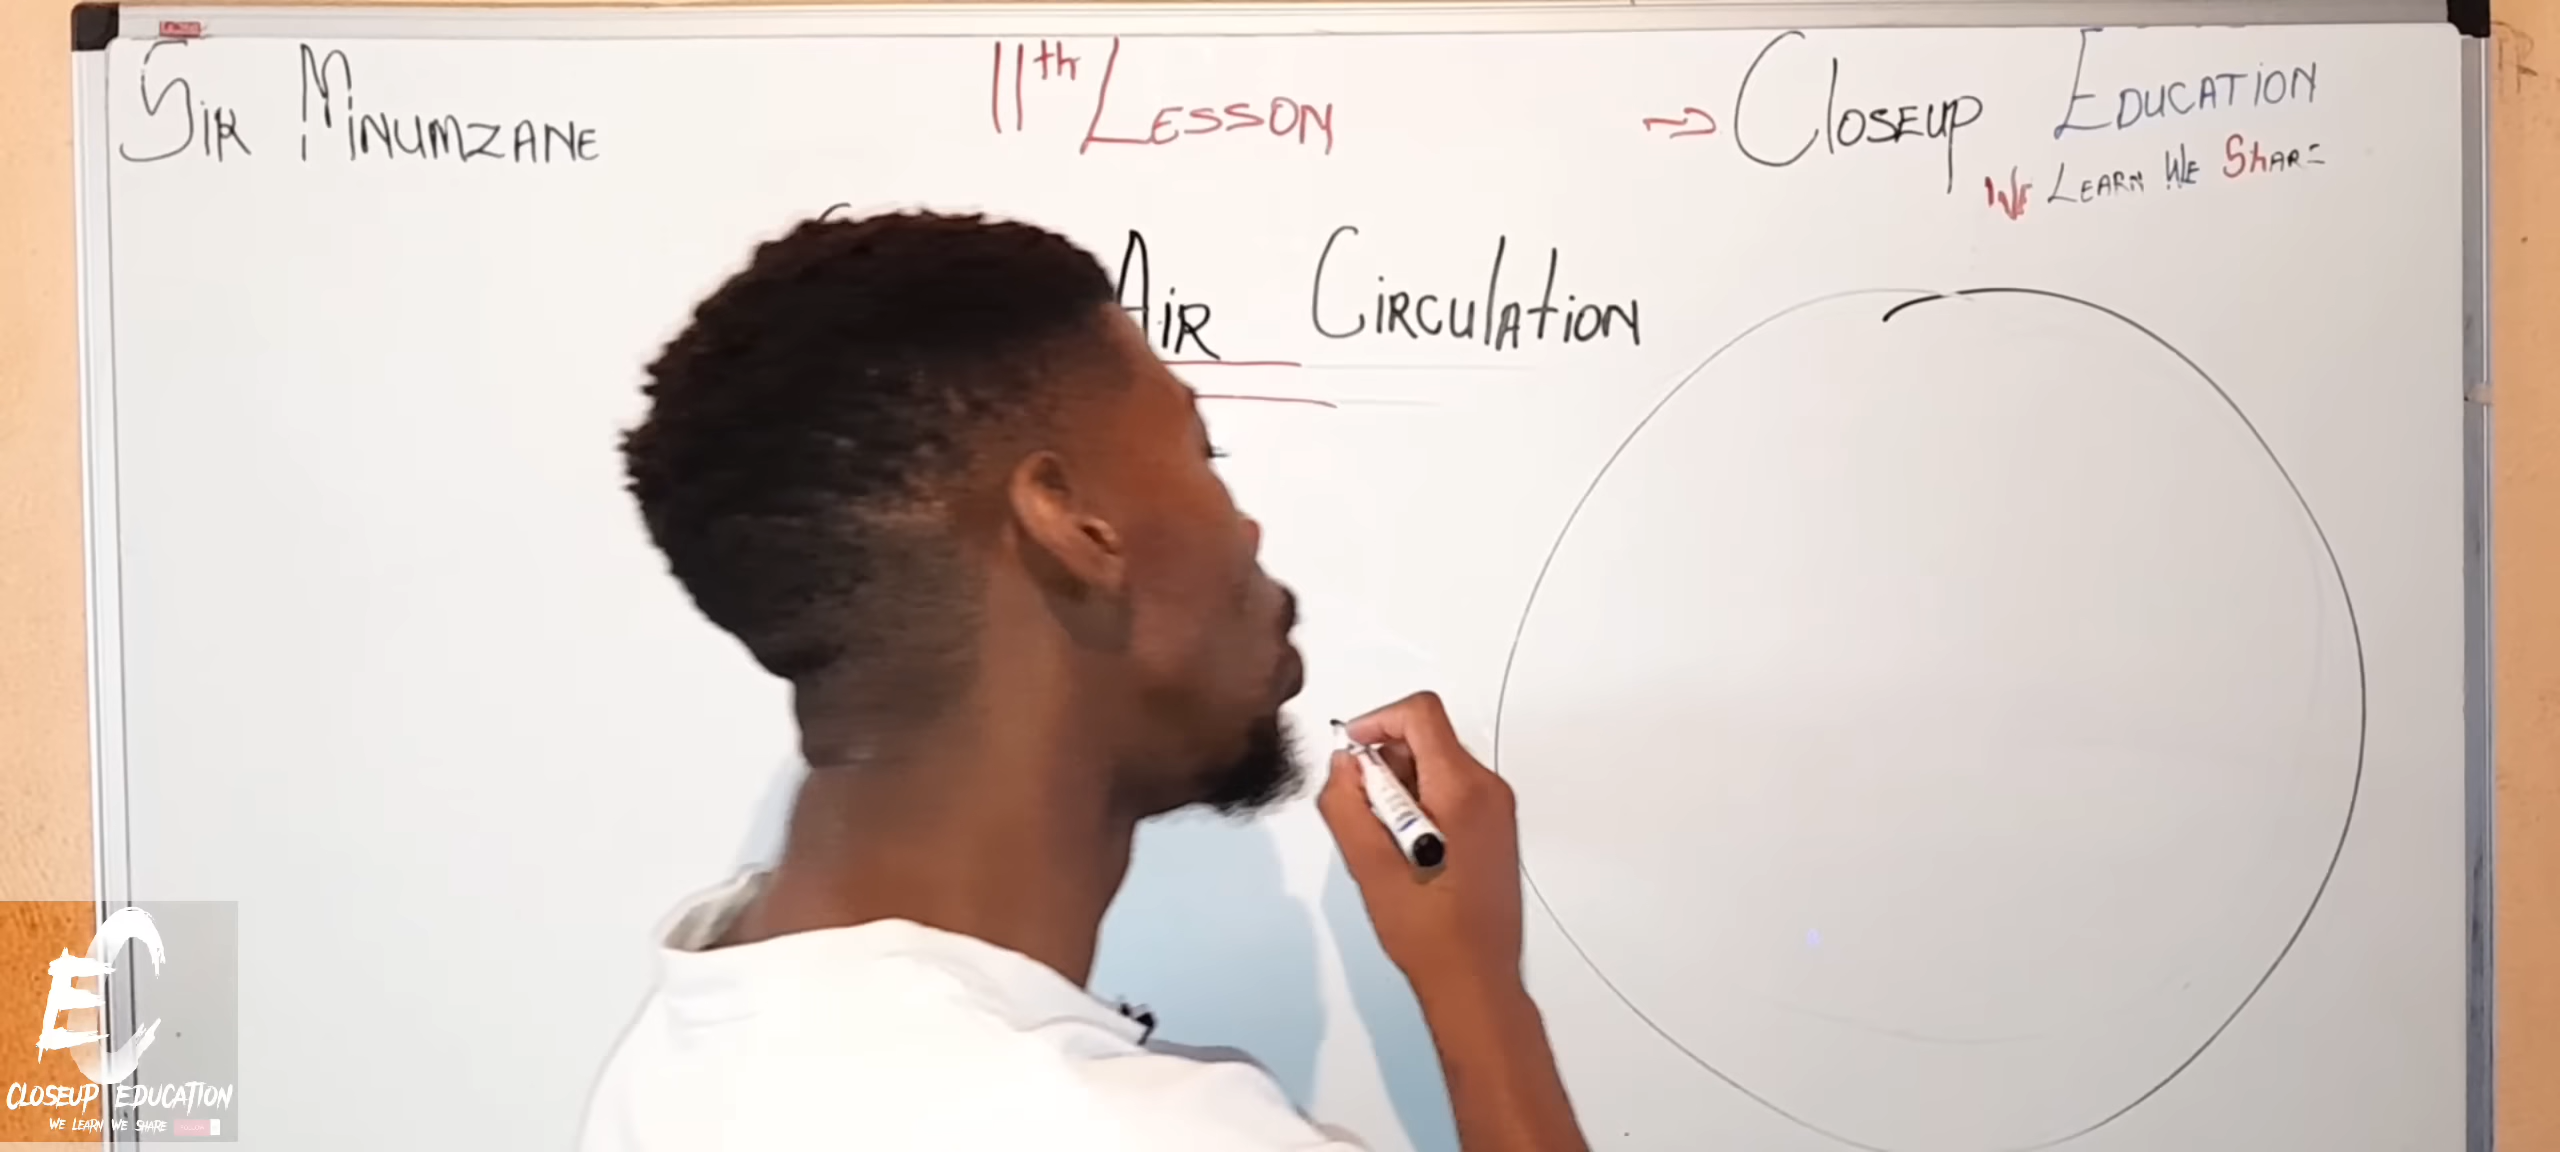 Sir Minumzane
11th Lesson
→ Closeup Education
We Learn We Share
Air Circulation
CLOSEUP EDUCATION
WE LEARN WE SHARE